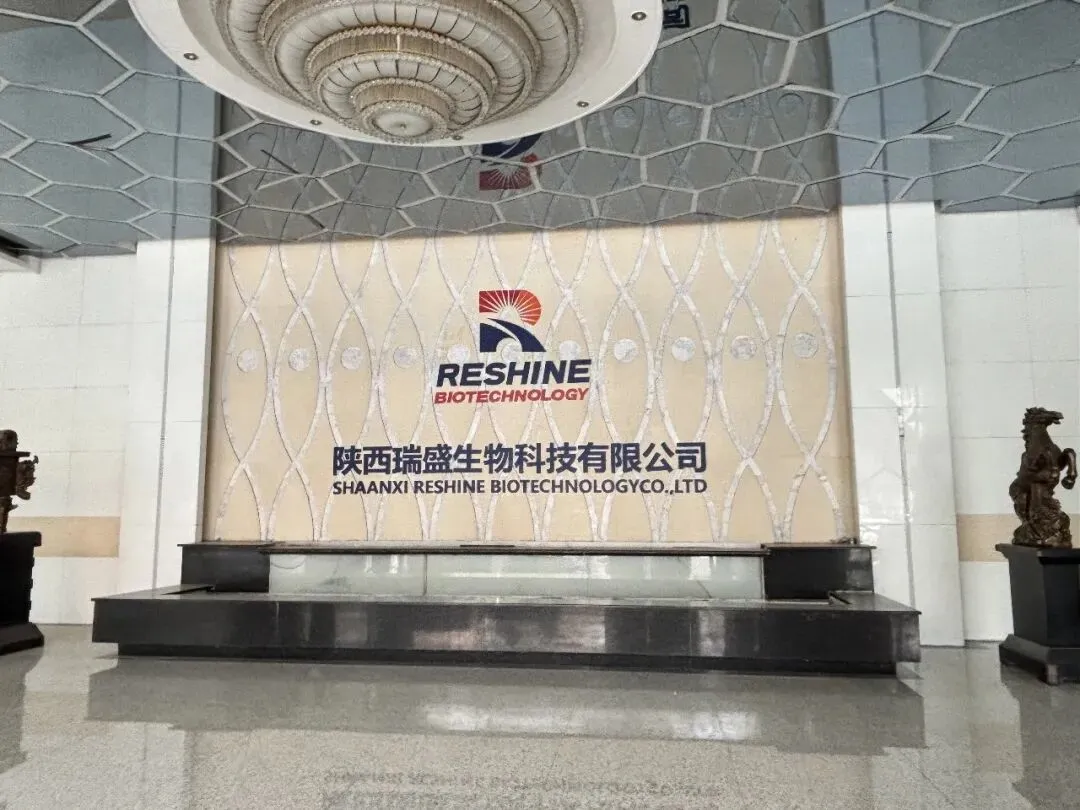 RESHINE
BIOTECHNOLOGY
陕西瑞盛生物科技有限公司
SHAANXI RESHINE BIOTECHNOLOGYCO.,LTD